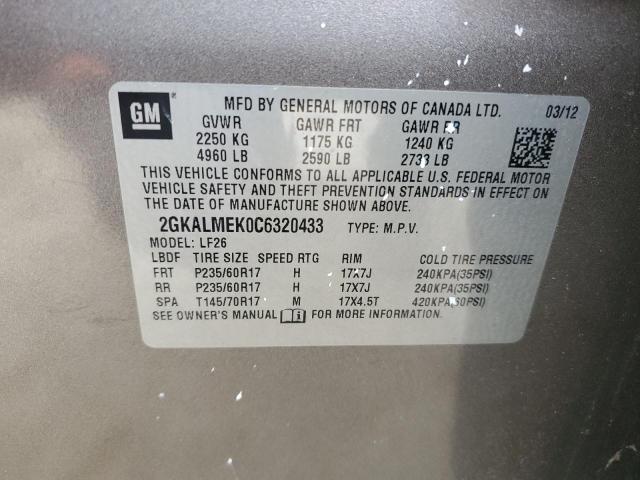 GM
MFD BY GENERAL MOTORS OF CANADA LTD. 03/12
GVWR GAWR FRT GAWR RR
2250 KG 1175 KG 1240 KG
4960 LB 2590 LB 2733 LB
THIS VEHICLE CONFORMS TO ALL APPLICABLE U.S. FEDERAL MOTOR
VEHICLE SAFETY AND THEFT PREVENTION STANDARDS IN EFFECT ON
THE DATE OF MANUFACTURE SHOWN ABOVE.
2GKALMEK0C6320433 TYPE: M.P.V.
MODEL: LF26
LBDF TIRE SIZE SPEED RTG RIM COLD TIRE PRESSURE
FRT P235/60R17 H 17X7J 240KPA(35PSI)
RR P235/60R17 H 17X7J 240KPA(35PSI)
SPA T145/70R17 M 17X4.5T 420KPA(60PSI)
SEE OWNER'S MANUAL FOR MORE INFORMATION.